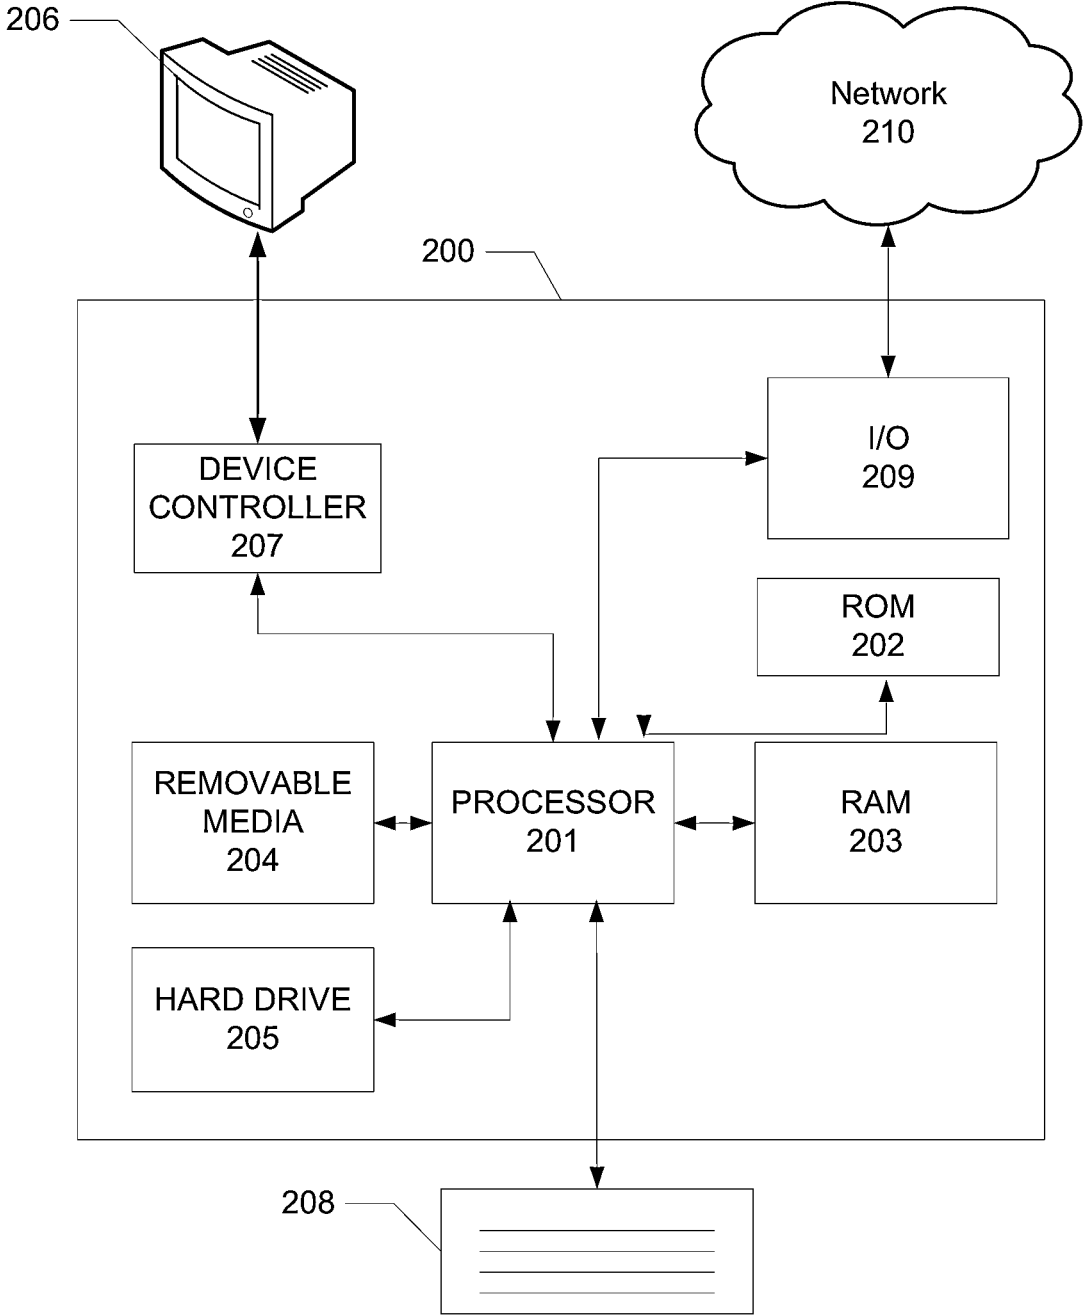 206
Network
210
200
I/O
209
DEVICE
CONTROLLER
207
ROM
202
REMOVABLE
MEDIA
204
PROCESSOR
201
RAM
203
HARD DRIVE
205
208